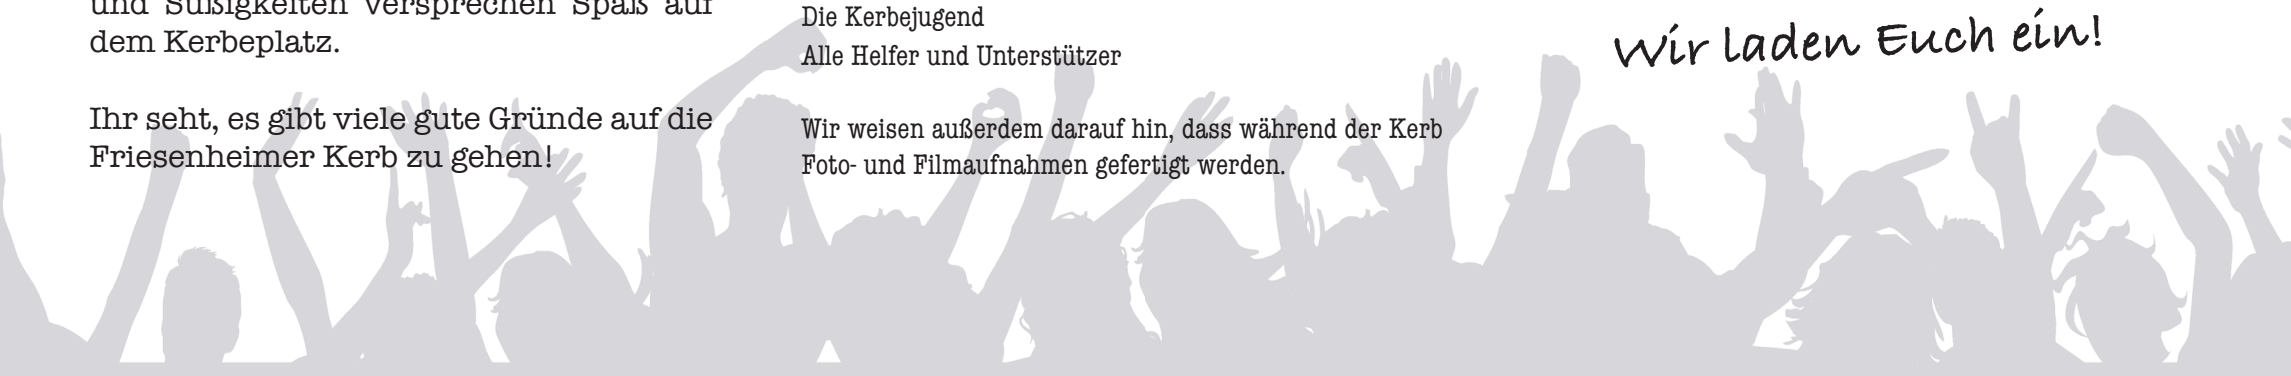 und Süßigkeiten versprechen Spaß auf
dem Kerbeplatz.
Ihr seht, es gibt viele gute Gründe auf die
Friesenheimer Kerb zu gehen!
Die Kerbejugend
Alle Helfer und Unterstützer
Wir weisen außerdem darauf hin, dass während der Kerb
Foto- und Filmaufnahmen gefertigt werden.
Wir laden Euch ein!